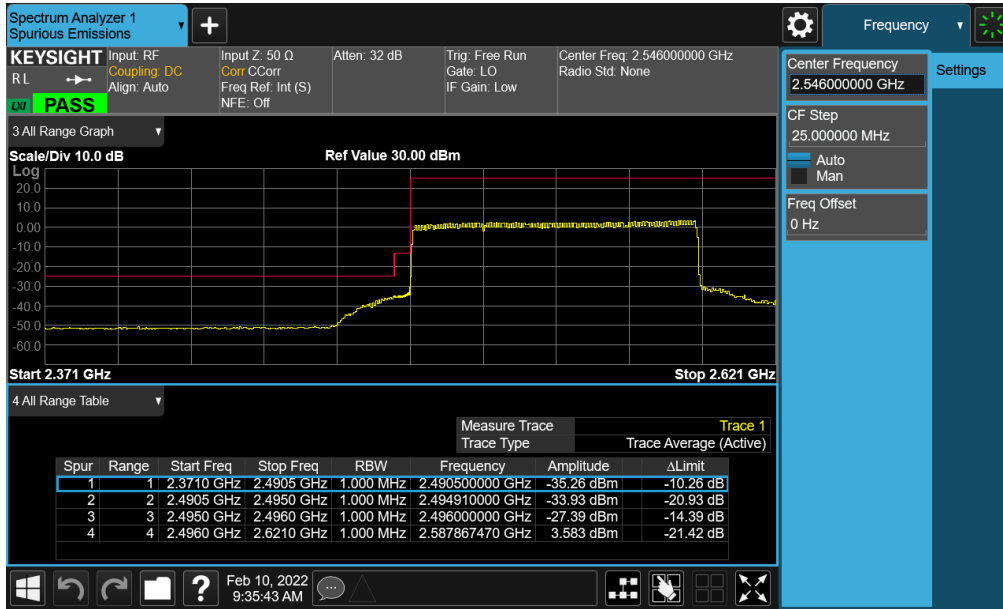 Spectrum Analyzer 1
Spurious Emissions
Frequency
KEYSIGHT
Input: RF
Input Z: 50 Ω
Atten: 32 dB
Trig: Free Run
Center Freq: 2.546000000 GHz
R L
Coupling: DC
Corr CCorr
Gate: LO
Radio Std: None
Align: Auto
Freq Ref: Int (S)
IF Gain: Low
LXI
PASS
NFE: Off
Center Frequency
2.546000000 GHz
Settings
CF Step
25.000000 MHz
Auto
Man
Freq Offset
0 Hz
3 All Range Graph
Scale/Div 10.0 dB
Ref Value 30.00 dBm
Log
20.0
10.0
0.00
-10.0
-20.0
-30.0
-40.0
-50.0
-60.0
Start 2.371 GHz
Stop 2.621 GHz
4 All Range Table
Measure Trace Trace 1
Trace Type Trace Average (Active)
Spur Range Start Freq Stop Freq RBW Frequency Amplitude ΔLimit
1 1 2.3710 GHz 2.4905 GHz 1.000 MHz 2.490500000 GHz -35.26 dBm -10.26 dB
2 2 2.4905 GHz 2.4950 GHz 1.000 MHz 2.494910000 GHz -33.93 dBm -20.93 dB
3 3 2.4950 GHz 2.4960 GHz 1.000 MHz 2.496000000 GHz -27.39 dBm -14.39 dB
4 4 2.4960 GHz 2.6210 GHz 1.000 MHz 2.587867470 GHz 3.583 dBm -21.42 dB
?
Feb 10, 2022
9:35:43 AM